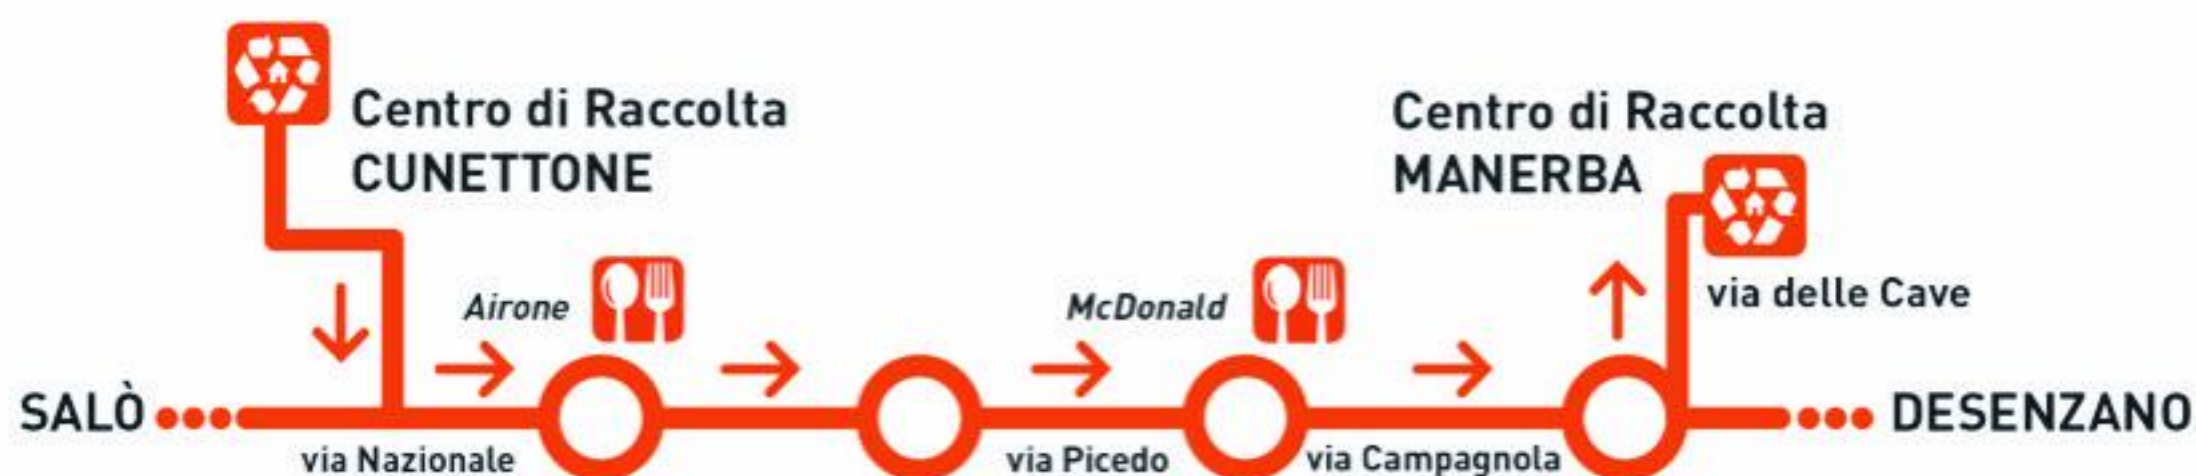 Centro di Raccolta
CUNETTONE
Centro di Raccolta
MANERBA
via delle Cave
Airone
McDonald
SALÒ
DESENZANO
via Nazionale
via Picedo
via Campagnola